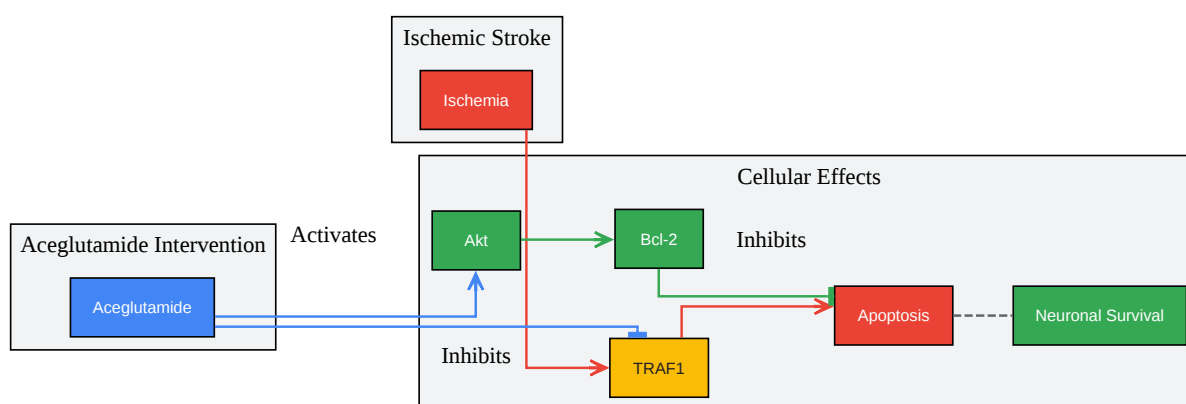 Ischemic Stroke
Ischemia
Cellular Effects
Aceglutamide Intervention
Activates
Akt
Bcl-2
Inhibits
Aceglutamide
Apoptosis
Neuronal Survival
Inhibits
TRAF1